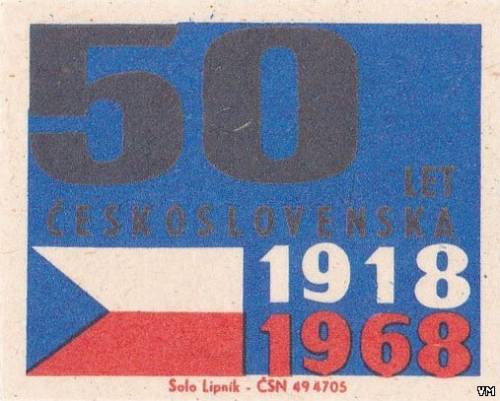 50
LET
ČESKOSLOVENSKA
1918
1968
Solo Lipník - ČSN 49 4705
VM